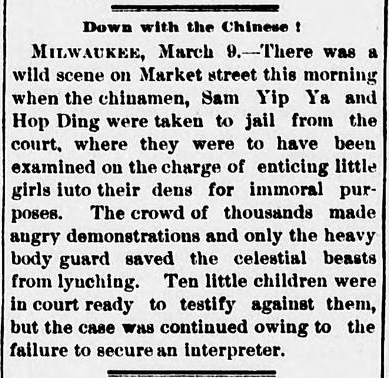 Down with the Chinese !
MILWAUKEE, March 9.—There was a
wild scene on Market street this morning
when the chinamen, Sam Yip Ya and
Hop Ding were taken to jail from the
court, where they were to have been
examined on the charge of enticing little
girls iuto their dens for immoral pur-
poses. The crowd of thousands made
angry demonstrations and only the heavy
body guard saved the celestial beasts
from lynching. Ten little children were
in court ready to testify against them,
but the case was continued owing to the
failure to secure an interpreter.